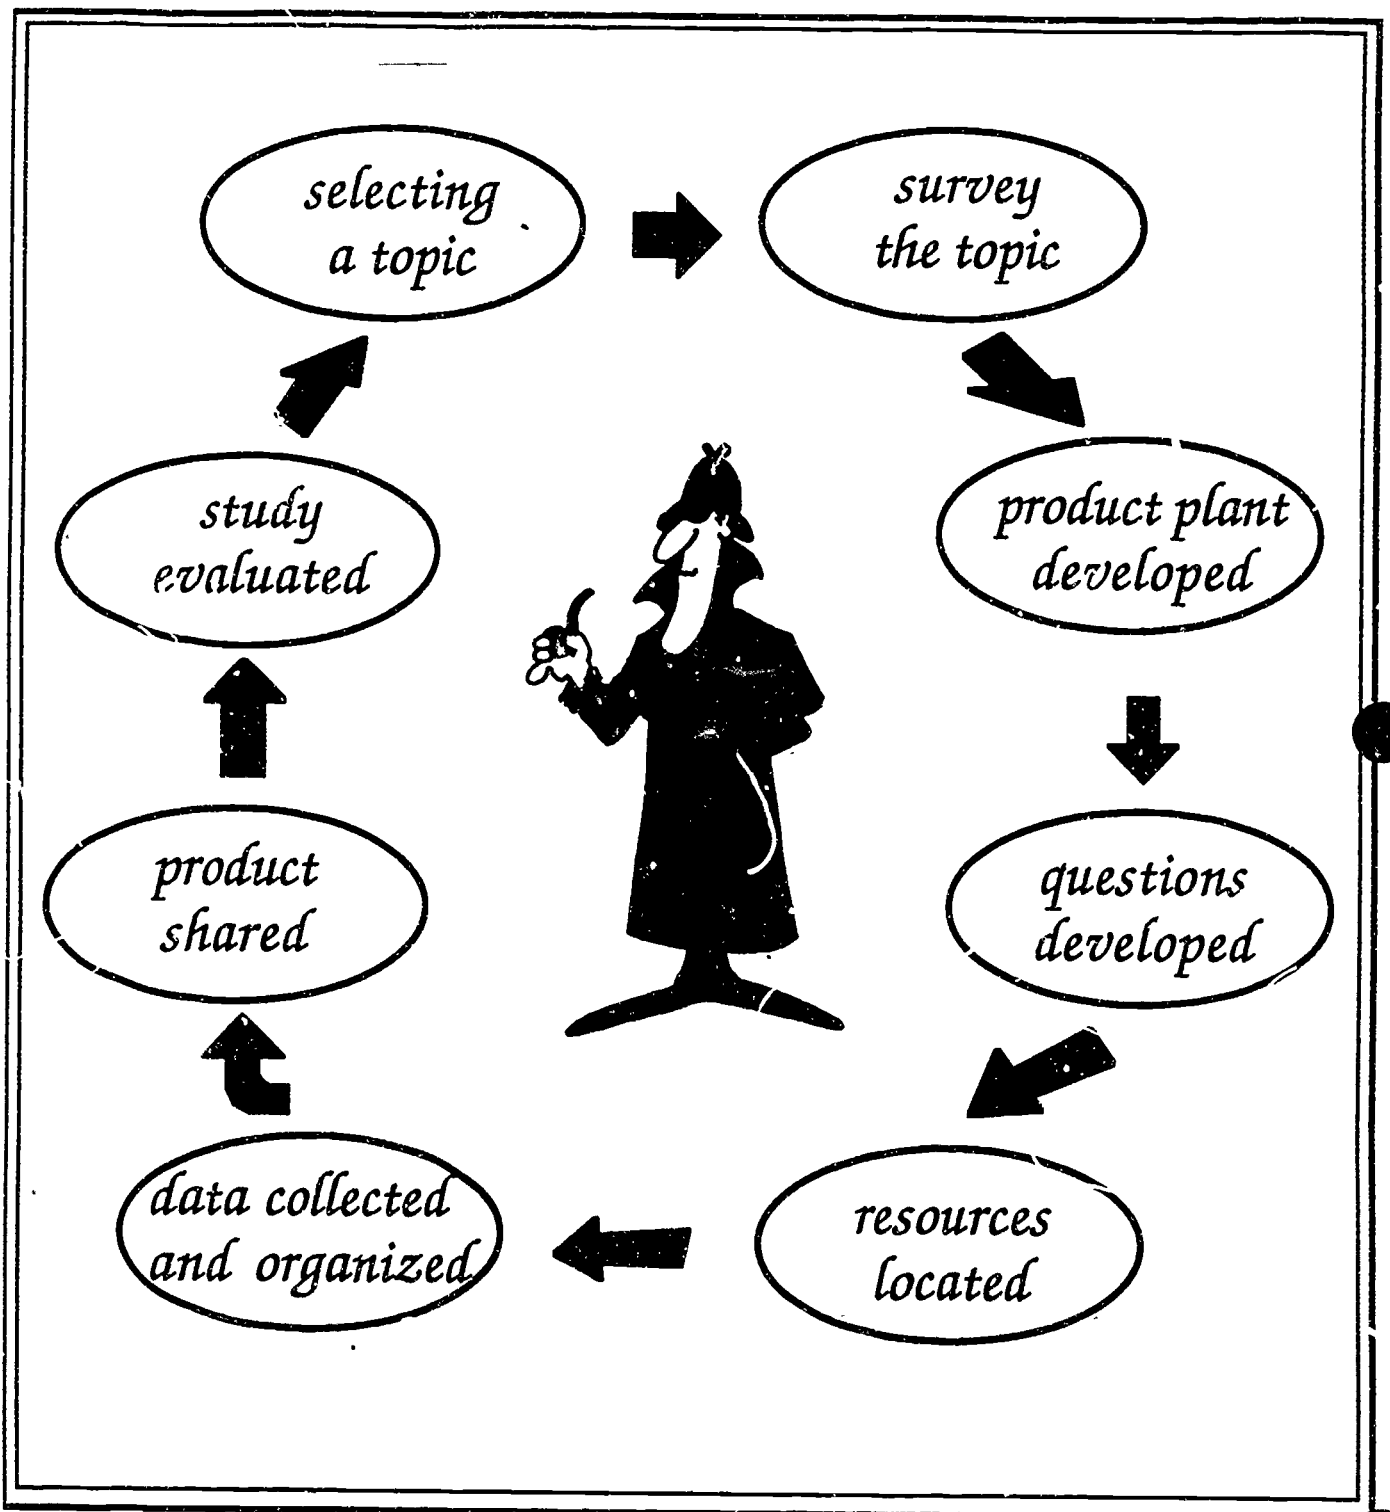 selecting
a topic
survey
the topic
product plant
developed
questions
developed
resources
located
data collected
and organized
product
shared
study
evaluated